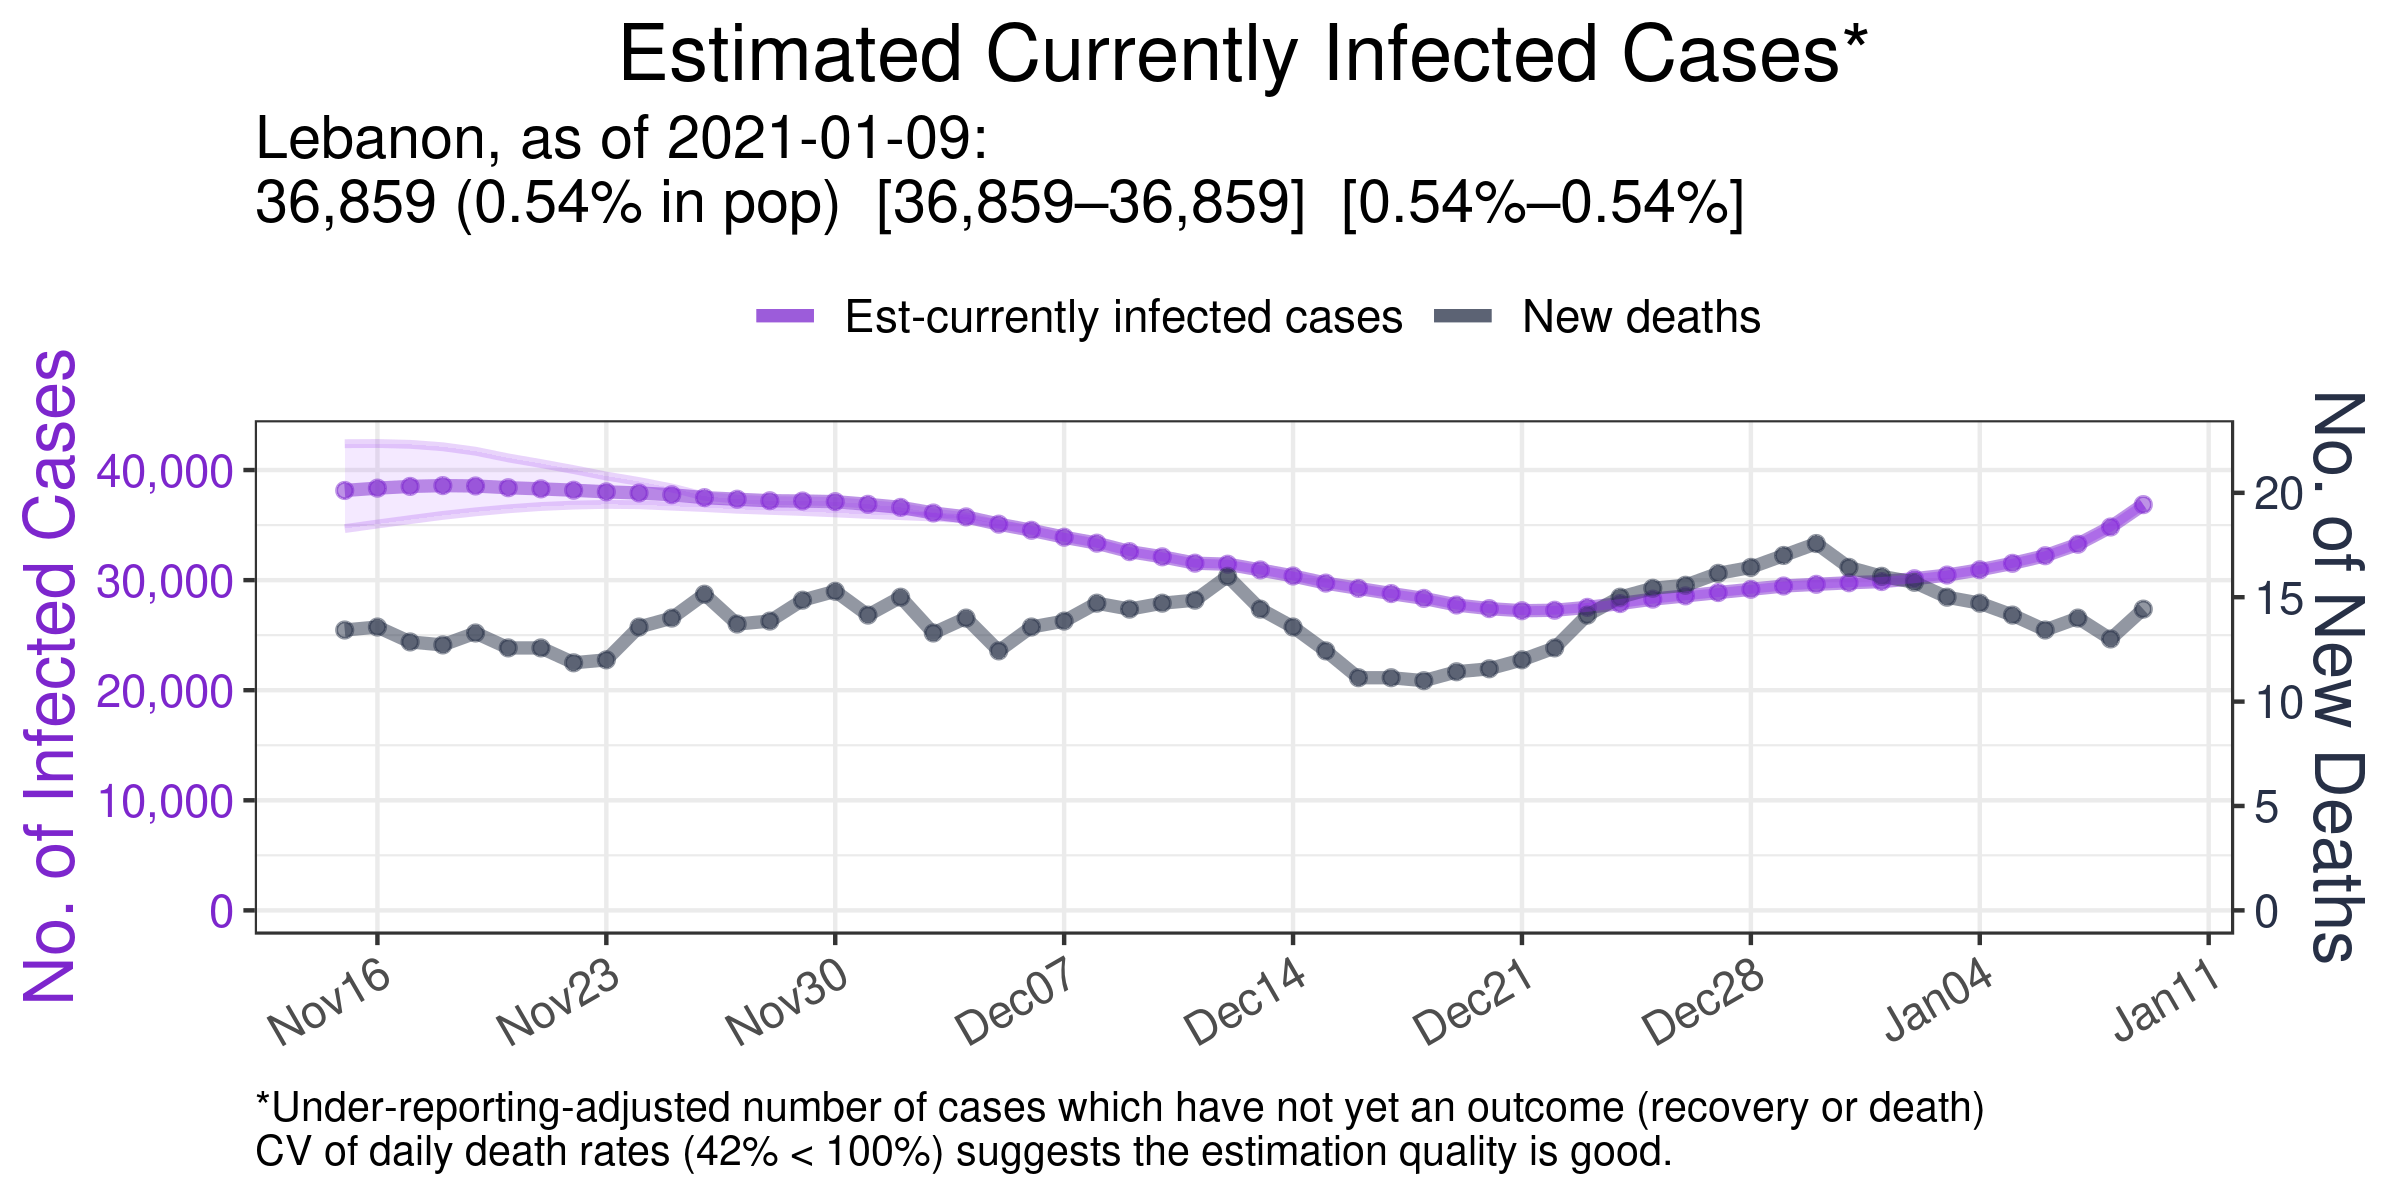 Estimated Currently Infected Cases*
Lebanon, as of 2021-01-09:
36,859 (0.54% in pop)  [36,859–36,859]  [0.54%–0.54%]
Est-currently infected cases
New deaths
No. of Infected Cases
40,000
30,000
20,000
10,000
0
No. of New Deaths
20
15
10
5
0
Nov16
Nov23
Nov30
Dec07
Dec14
Dec21
Dec28
Jan04
Jan11
*Under-reporting-adjusted number of cases which have not yet an outcome (recovery or death)
CV of daily death rates (42% < 100%) suggests the estimation quality is good.